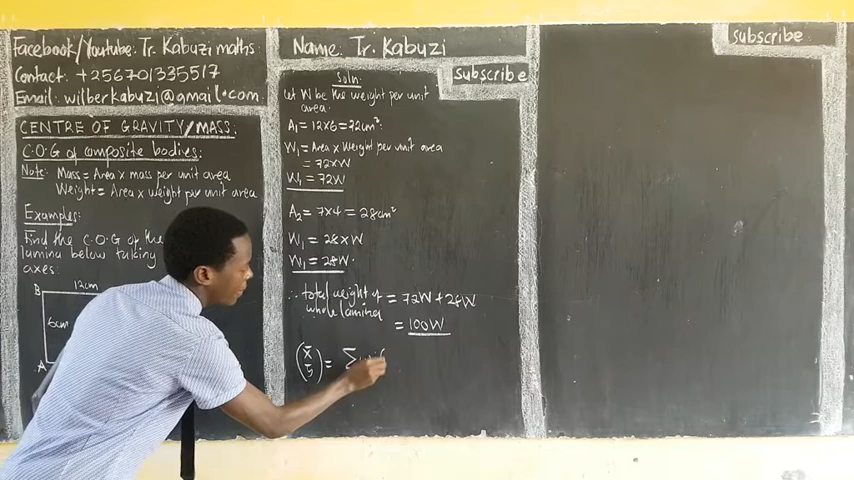 Facebook/Youtube: Tr. Kabuzi maths
Contact: +256701335517
Email: wilberkabuzi@gmail.com
CENTRE OF GRAVITY/MASS:
C.O.G of composite bodies:
Note: Mass = Area x mass per unit area
Weight = Area x weight per unit area
Examples:
Find the C.O.G of the
lamina below taking
axes:
B 12cm
6cm
A
Name: Tr. Kabuzi
subscribe
Soln:
let W be the weight per unit
area.
A₁ = 12x6 = 72cm²
W₁ = Area x Weight per unit area
= 72xW
W₁ = 72W
A₂ = 7x4 = 28cm²
W₁ = 28xW
W₁ = 28W.
∴ total weight of
whole lamina = 72W + 28W
= 100W
(x̄ ȳ) = Σ
subscribe